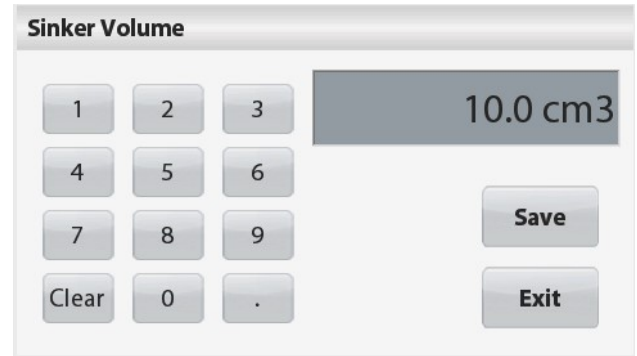 Sinker Volume
10.0 cm3
1 2 3
4 5 6
7 8 9
Clear 0 .
Save
Exit